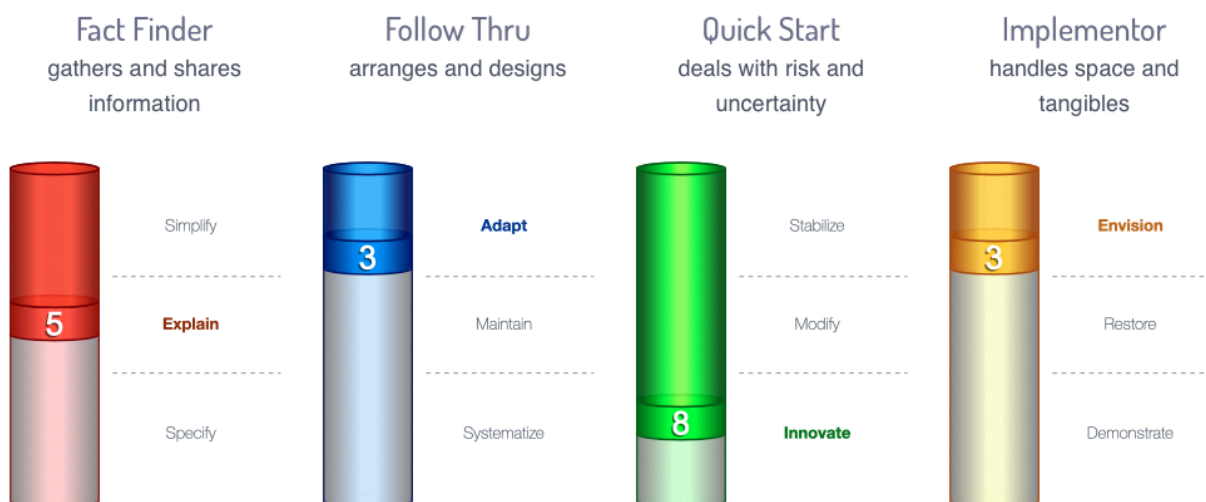 Fact Finder
gathers and shares
information
Simplify
5
Explain
Specify
Follow Thru
arranges and designs
Adapt
3
Maintain
Systematize
Quick Start
deals with risk and
uncertainty
Stabilize
Modify
8
Innovate
Implementor
handles space and
tangibles
Envision
3
Restore
Demonstrate